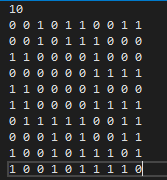 10
0 0 1 0 1 1 0 0 1 1
0 0 1 0 1 1 1 0 0 0
1 1 0 0 0 0 1 0 0 0
0 0 0 0 0 0 1 1 1 1
1 1 0 0 0 1 1 0 0 0
1 1 0 0 0 0 1 1 1 1
0 1 1 1 1 1 0 0 1 1
0 0 0 1 0 1 0 0 1 1
1 0 0 1 0 1 1 1 0 1
1 0 0 1 0 1 1 1 1 0